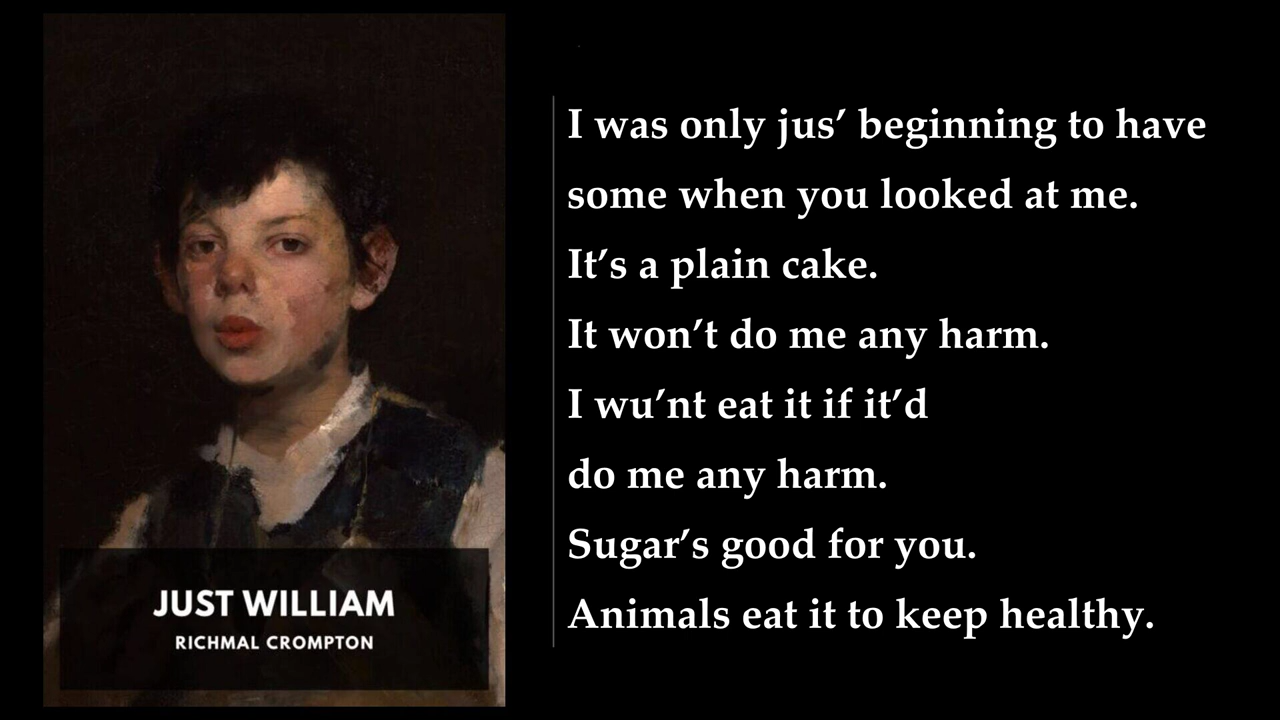 JUST WILLIAM
RICHMAL CROMPTON
I was only jus’ beginning to have
some when you looked at me.
It’s a plain cake.
It won’t do me any harm.
I wu’nt eat it if it’d
do me any harm.
Sugar’s good for you.
Animals eat it to keep healthy.